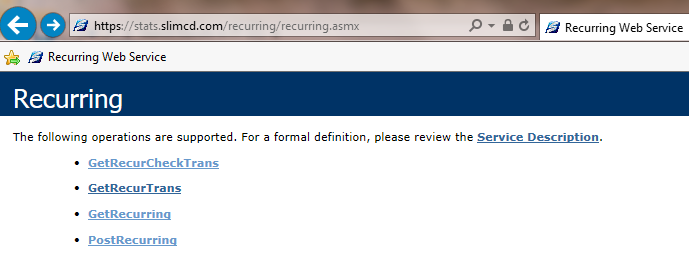 https://stats.slimcd.com/recurring/recurring.asmx
Recurring Web Service
Recurring Web Service
Recurring
The following operations are supported. For a formal definition, please review the Service Description.
• GetRecurCheckTrans
• GetRecurTrans
• GetRecurring
• PostRecurring